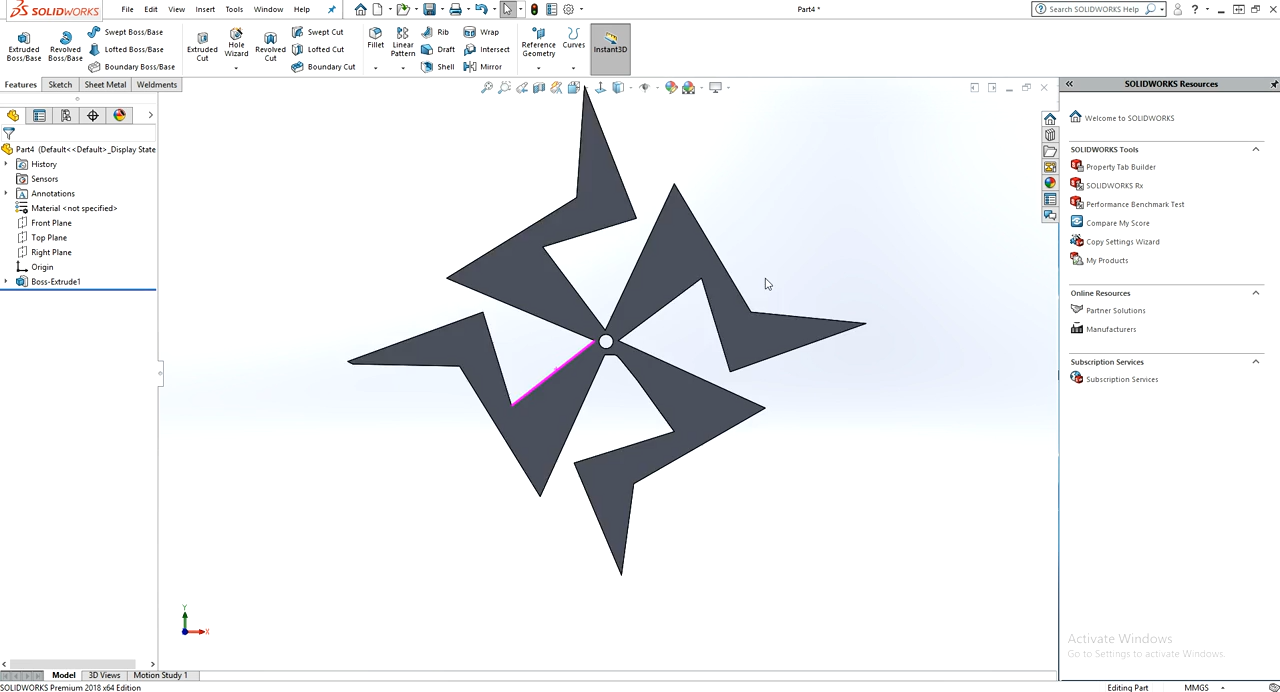 SOLIDWORKS File Edit View Insert Tools Window Help Part4 * Search SOLIDWORKS Help
Extruded Boss/Base
Revolved Boss/Base
Swept Boss/Base
Lofted Boss/Base
Boundary Boss/Base
Extruded Cut
Hole Wizard
Revolved Cut
Swept Cut
Lofted Cut
Boundary Cut
Fillet
Linear Pattern
Rib
Draft
Shell
Wrap
Intersect
Mirror
Reference Geometry
Curves
Instant3D
Features Sketch Sheet Metal Weldments
Part4 (Default<<Default>_Display State
History
Sensors
Annotations
Material <not specified>
Front Plane
Top Plane
Right Plane
Origin
Boss-Extrude1
Y
X
SOLIDWORKS Resources
Welcome to SOLIDWORKS
SOLIDWORKS Tools
Property Tab Builder
SOLIDWORKS Rx
Performance Benchmark Test
Compare My Score
Copy Settings Wizard
My Products
Online Resources
Partner Solutions
Manufacturers
Subscription Services
Subscription Services
Activate Windows
Go to Settings to activate Windows.
Model 3D Views Motion Study 1
SOLIDWORKS Premium 2018 x64 Edition Editing Part MMGS